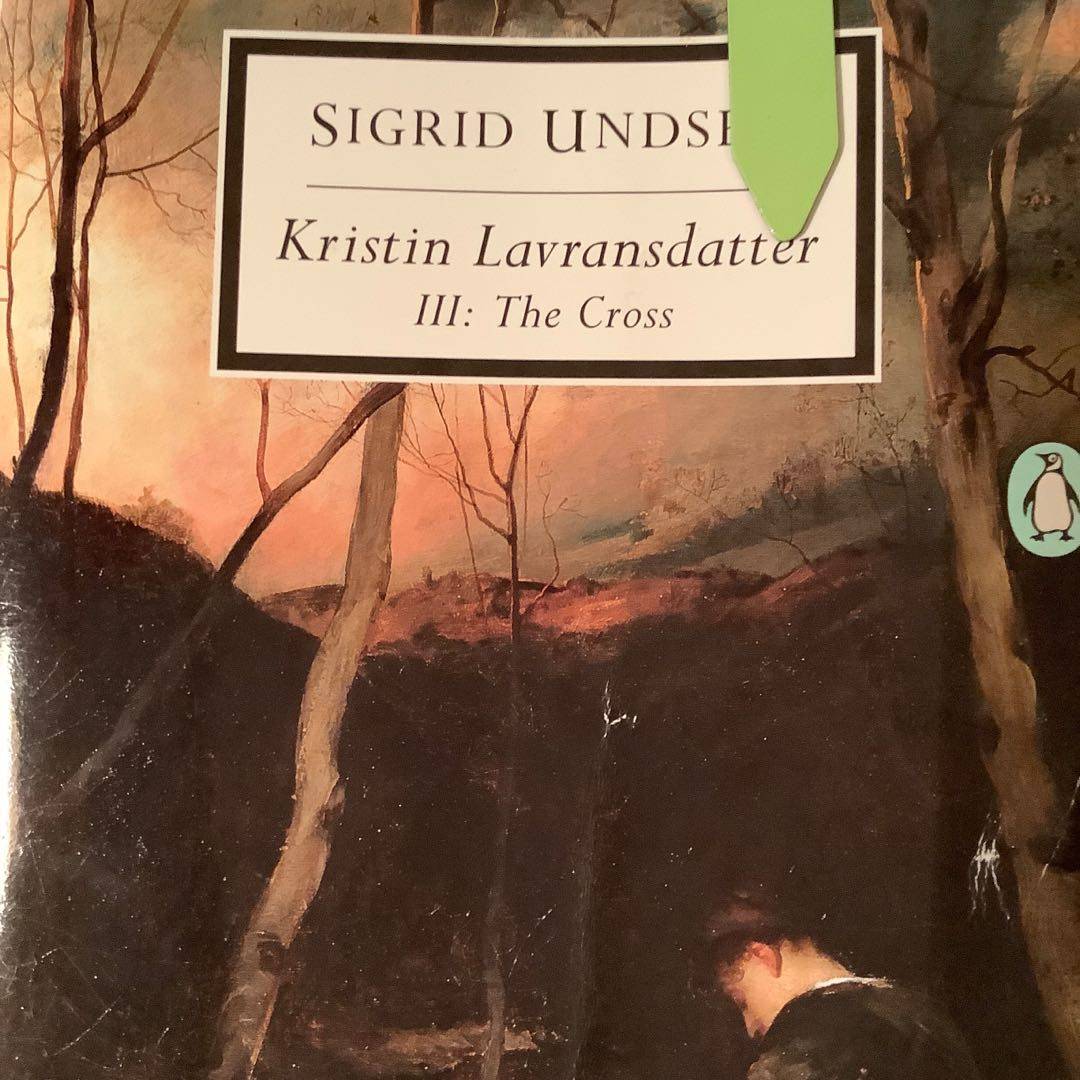 SIGRID UNDSE
Kristin Lavransdatter
III: The Cross